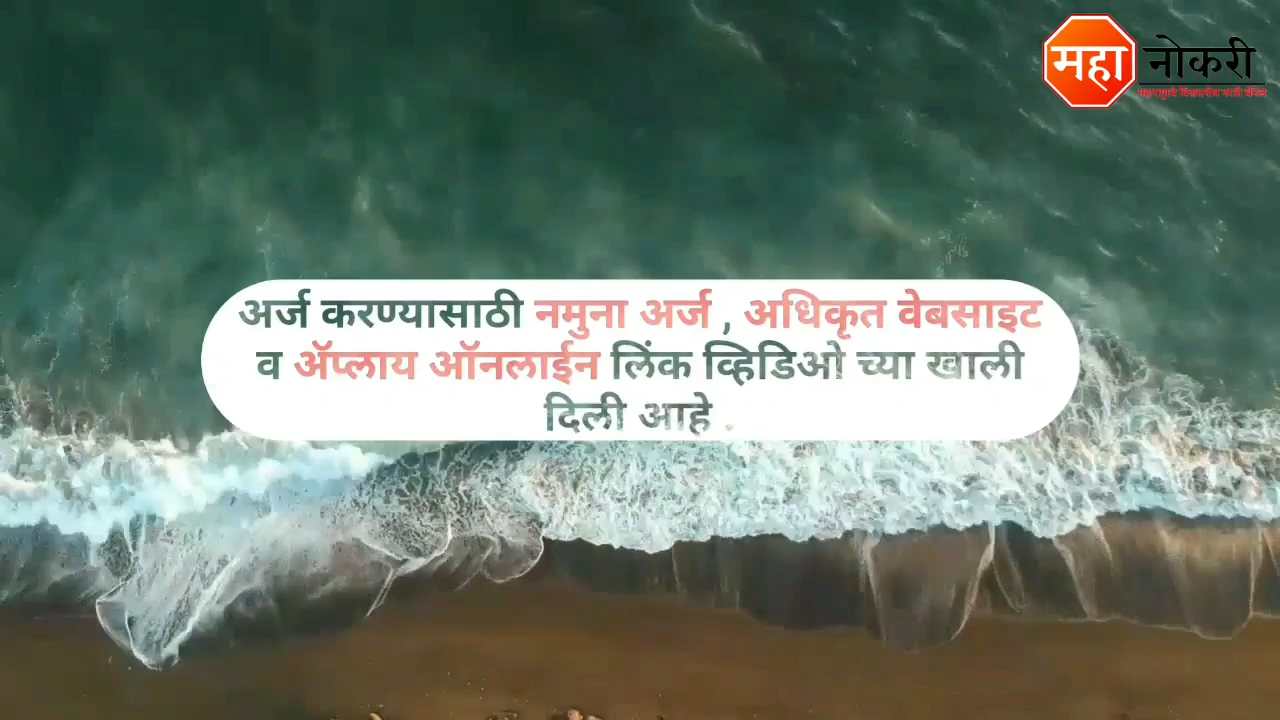 महा नोकरी
अर्ज करण्यासाठी नमुना अर्ज , अधिकृत वेबसाइट
व ॲप्लाय ऑनलाईन लिंक व्हिडिओ च्या खाली
दिली आहे .